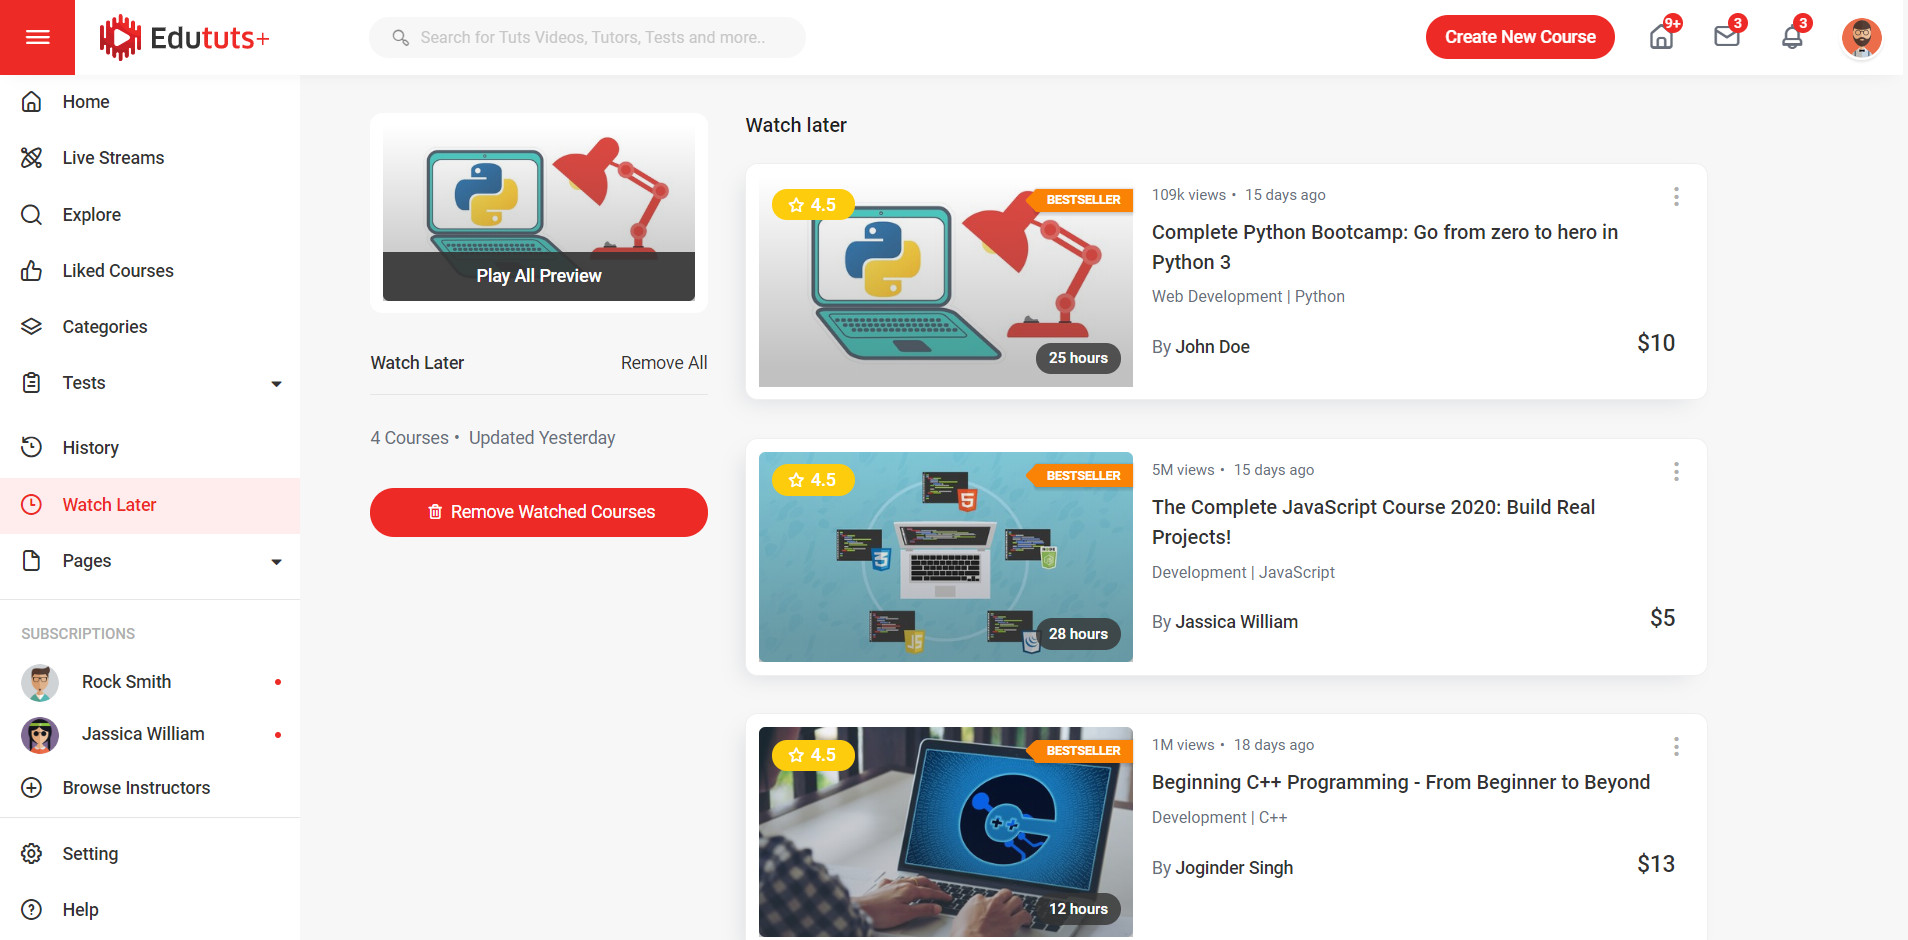 Edututs+
Search for Tuts Videos, Tutors, Tests and more..
Create New Course
9+
3
3
Home
Live Streams
Explore
Liked Courses
Categories
Tests
History
Watch Later
Pages
SUBSCRIPTIONS
Rock Smith
Jassica William
Browse Instructors
Setting
Help
Play All Preview
Watch Later
Remove All
4 Courses • Updated Yesterday
Remove Watched Courses
Watch later
4.5
BESTSELLER
25 hours
109k views • 15 days ago
Complete Python Bootcamp: Go from zero to hero in
Python 3
Web Development | Python
By John Doe
$10
4.5
BESTSELLER
5
3
JS
28 hours
5M views • 15 days ago
The Complete JavaScript Course 2020: Build Real
Projects!
Development | JavaScript
By Jassica William
$5
4.5
BESTSELLER
12 hours
1M views • 18 days ago
Beginning C++ Programming - From Beginner to Beyond
Development | C++
By Joginder Singh
$13